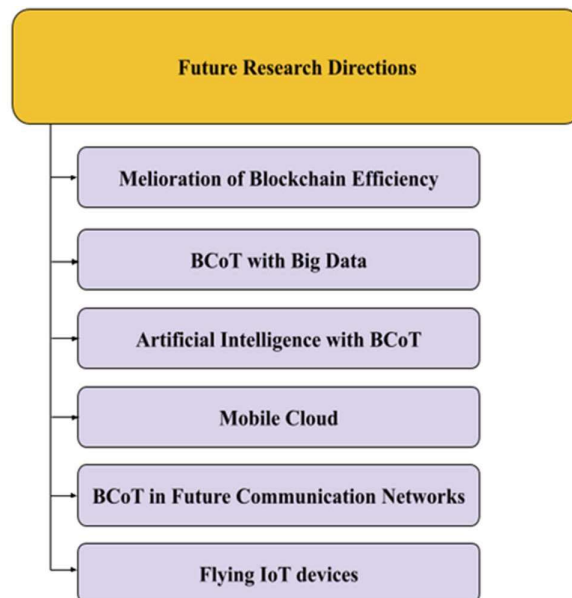 Future Research Directions
Melioration of Blockchain Efficiency
BCoT with Big Data
Artificial Intelligence with BCoT
Mobile Cloud
BCoT in Future Communication Networks
Flying IoT devices